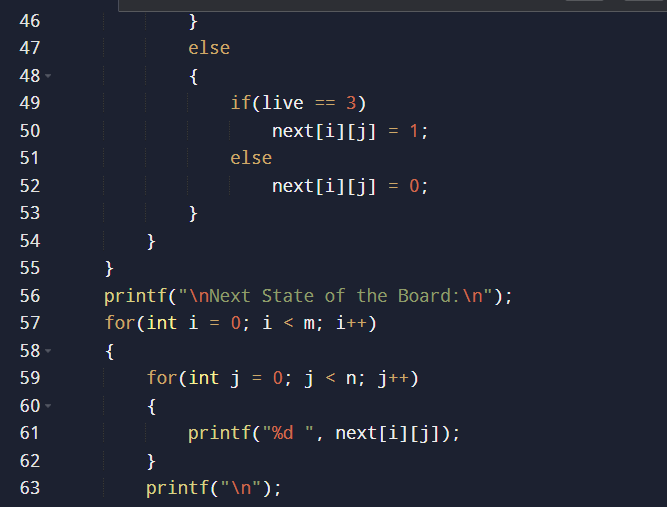 46 }
47 else
48 {
49 if(live == 3)
50 next[i][j] = 1;
51 else
52 next[i][j] = 0;
53 }
54 }
55 }
56 printf("\nNext State of the Board:\n");
57 for(int i = 0; i < m; i++)
58 {
59 for(int j = 0; j < n; j++)
60 {
61 printf("%d ", next[i][j]);
62 }
63 printf("\n");